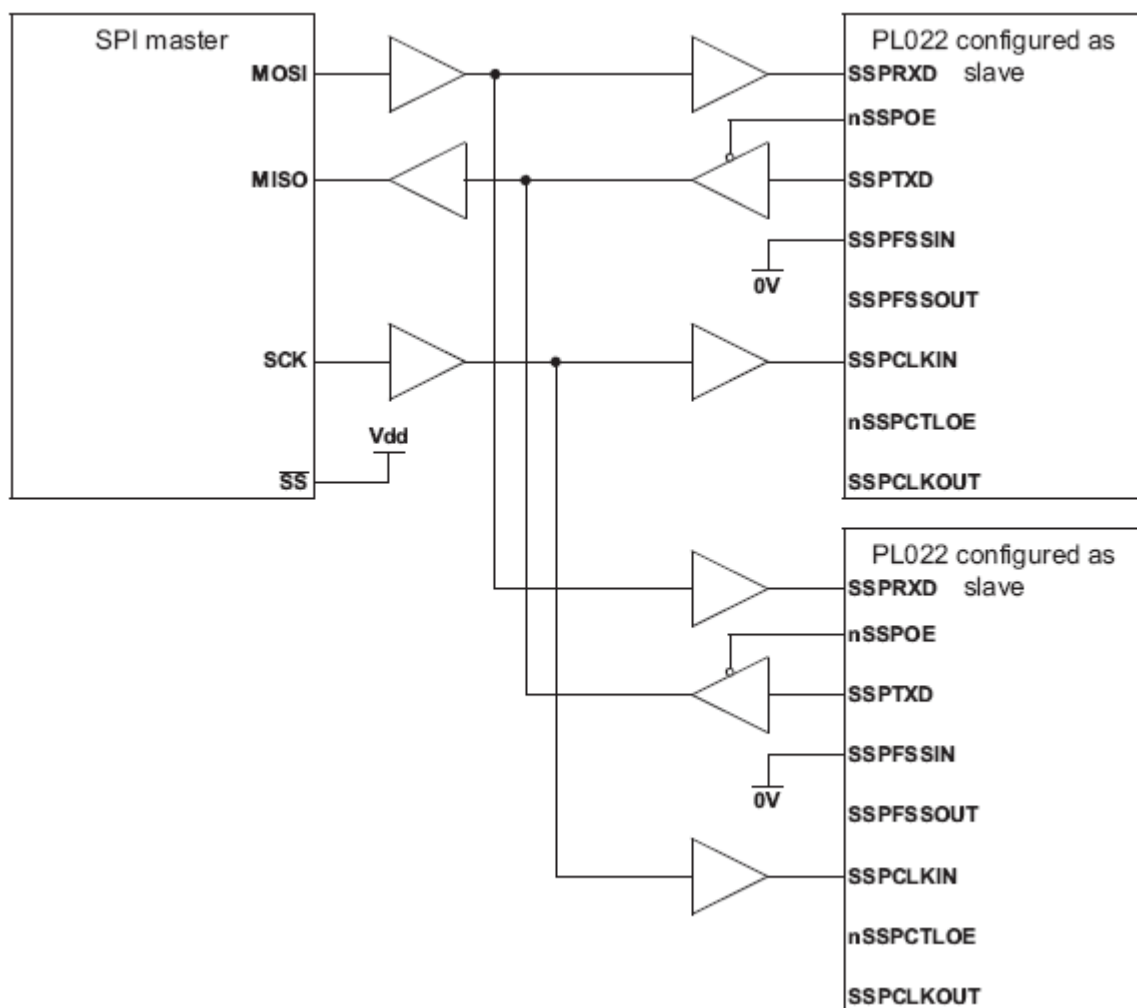 SPI master
MOSI
MISO
SCK
Vdd
SS
PL022 configured as
slave
SSPRXD
nSSPOE
SSPTXD
SSPFSSIN
0V
SSPFSSOUT
SSPCLKIN
nSSPCTLOE
SSPCLKOUT
PL022 configured as
slave
SSPRXD
nSSPOE
SSPTXD
SSPFSSIN
0V
SSPFSSOUT
SSPCLKIN
nSSPCTLOE
SSPCLKOUT